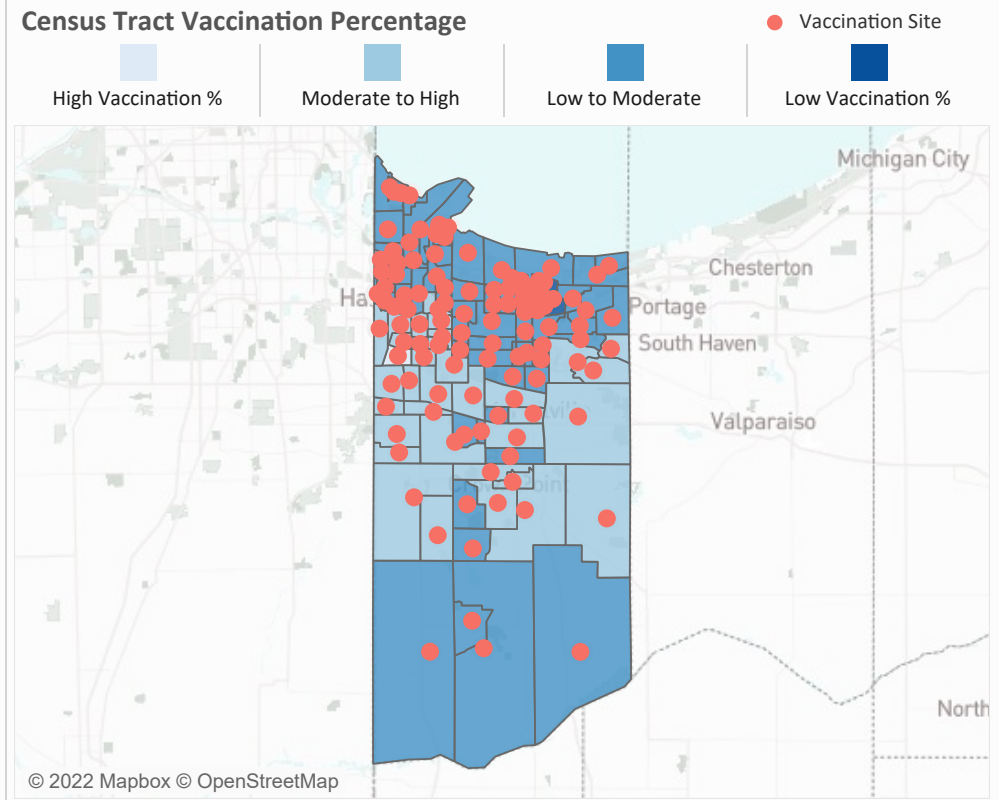 Census Tract Vaccination Percentage
Vaccination Site
High Vaccination %
Moderate to High
Low to Moderate
Low Vaccination %
Michigan City
Chesterton
Portage
South Haven
Valparaiso
Point
North
© 2022 Mapbox © OpenStreetMap